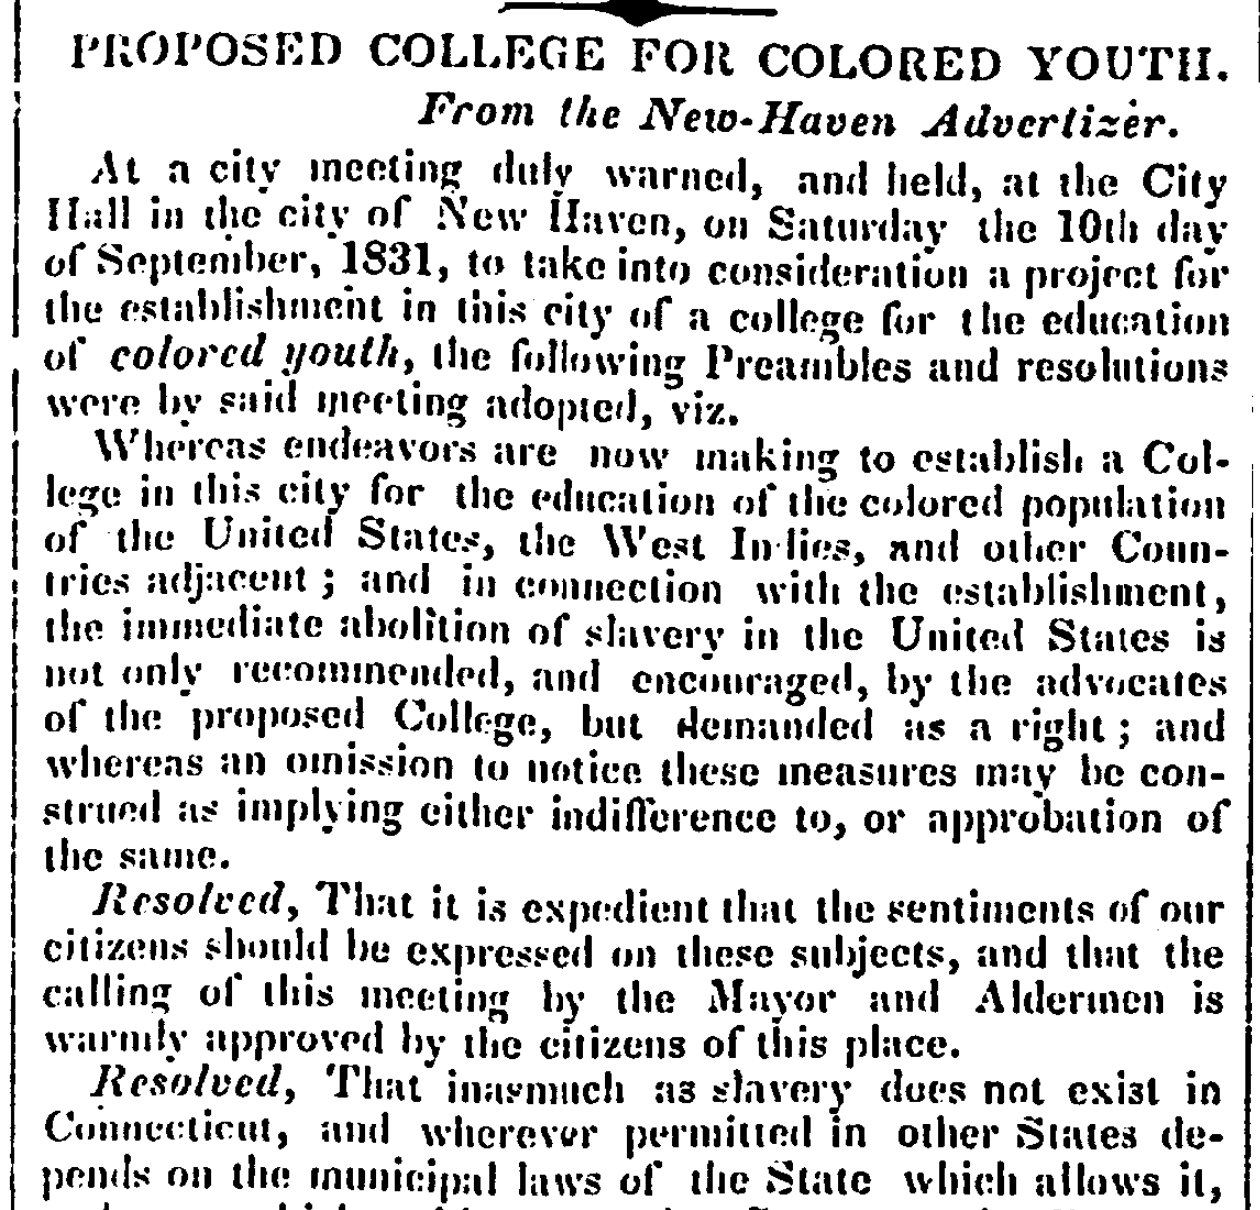 PROPOSED COLLEGE FOR COLORED YOUTH.
From the New-Haven Advertizer.
At a city meeting duly warned, and held, at the City
Hall in the city of New Haven, on Saturday the 10th day
of September, 1831, to take into consideration a project for
the establishment in this city of a college for the education
of colored youth, the following Preambles and resolutions
were by said meeting adopted, viz.
Whereas endeavors are now making to establish a Col-
lege in this city for the education of the colored population
of the United States, the West Indies, and other Coun-
tries adjacent; and in connection with the establishment,
the immediate abolition of slavery in the United States is
not only recommended, and encouraged, by the advocates
of the proposed College, but demanded as a right; and
whereas an omission to notice these measures may be con-
strued as implying either indifference to, or approbation of
the same.
Resolved, That it is expedient that the sentiments of our
citizens should be expressed on these subjects, and that the
calling of this meeting by the Mayor and Aldermen is
warmly approved by the citizens of this place.
Resolved, That inasmuch as slavery does not exist in
Connecticut, and wherever permitted in other States de-
pends on the municipal laws of the State which allows it,